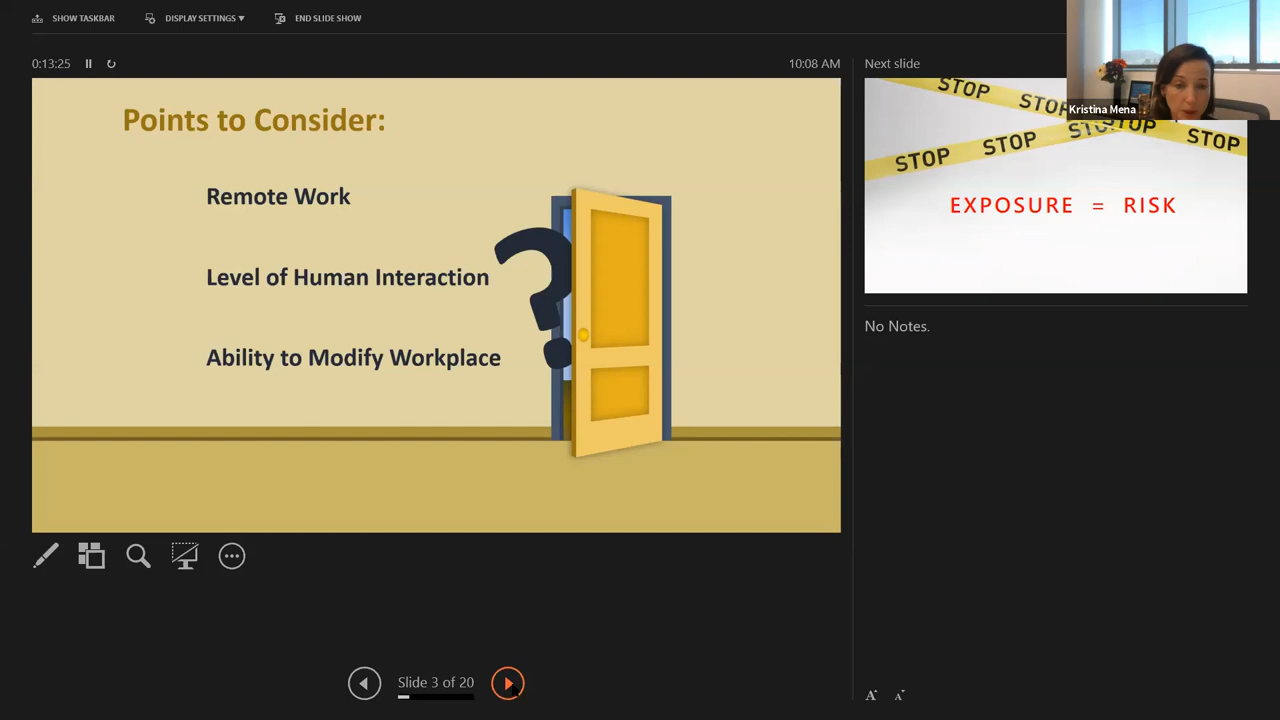 SHOW TASKBAR
DISPLAY SETTINGS ▼
END SLIDE SHOW
0:13:25
10:08 AM
Points to Consider:
Remote Work
Level of Human Interaction
Ability to Modify Workplace
?
Slide 3 of 20
Next slide
STOP
STOP
STOP
STOP
STOP
STOP
STOP
EXPOSURE = RISK
No Notes.
A
A
Kristina Mena